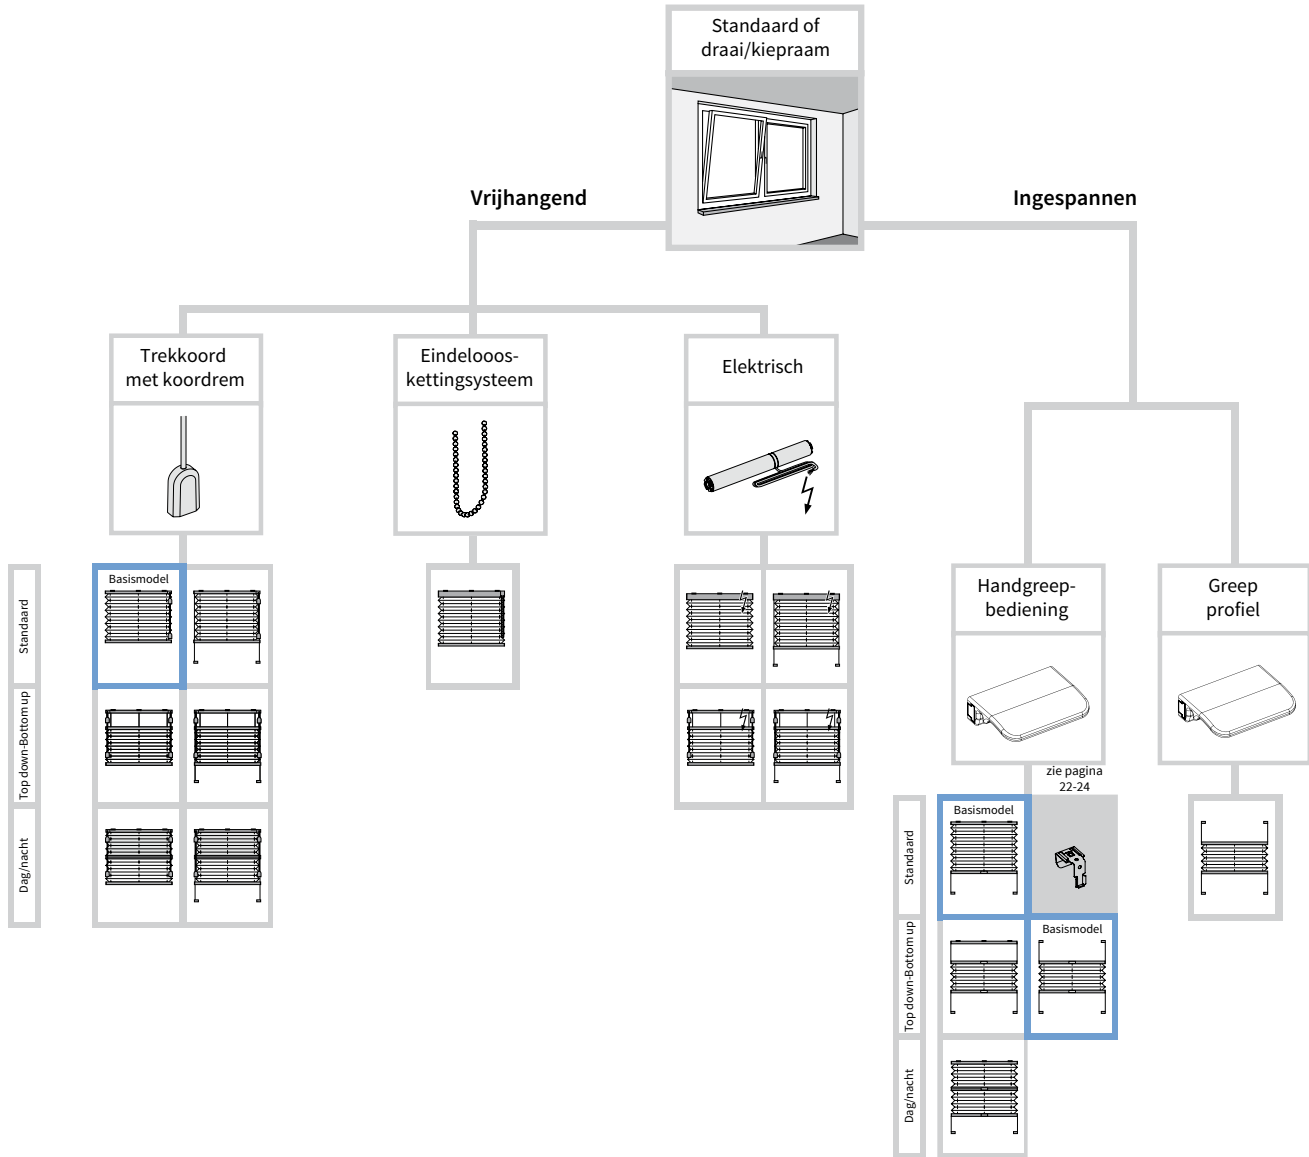 Standaard of
draai/kiepraam
Vrijhangend
Ingespannen
Trekkoord
met koordrem
Eindelooos-
kettingsysteem
Elektrisch
Basismodel
Standaard
Top down-Bottom up
Dag/nacht
Handgreep-
bediening
Greep
profiel
zie pagina
22-24
Basismodel
Standaard
Basismodel
Top down-Bottom up
Dag/nacht